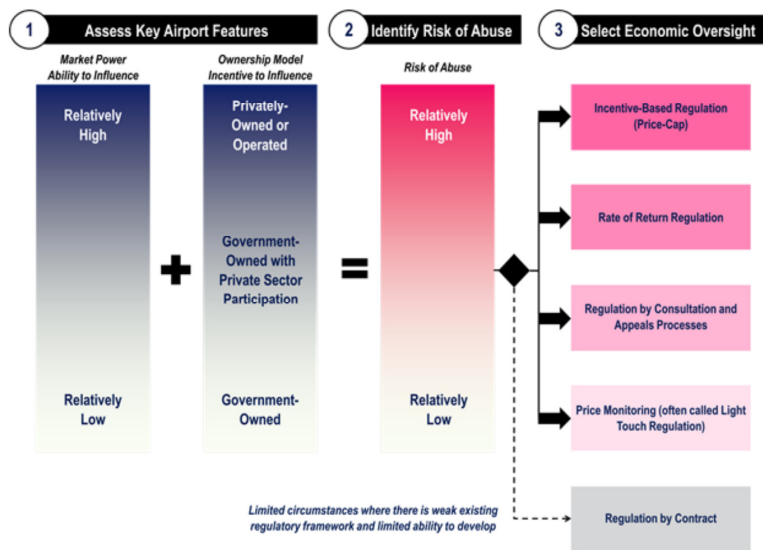 1
Assess Key Airport Features
2
Identify Risk of Abuse
3
Select Economic Oversight
Market Power
Ability to Influence
Ownership Model
Incentive to Influence
Risk of Abuse
Relatively
High
Relatively
Low
+
Privately-
Owned or
Operated
Government-
Owned with
Private Sector
Participation
Government-
Owned
=
Relatively
High
Relatively
Low
Incentive-Based Regulation
(Price-Cap)
Rate of Return Regulation
Regulation by Consultation and
Appeals Processes
Price Monitoring (often called Light
Touch Regulation)
Limited circumstances where there is weak existing
regulatory framework and limited ability to develop
Regulation by Contract